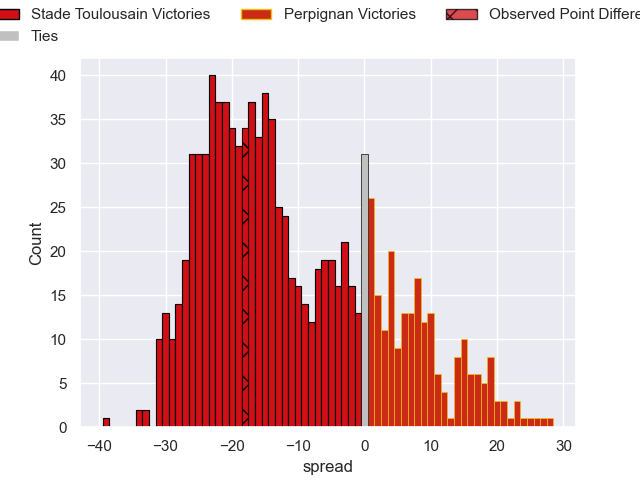 Stade Toulousain Victories Perpignan Victories Observed Point Differe
Ties
40
35
30
25
20
15
10
5
0
Count
−40 −30 −20 −10 0 10 20 30
spread